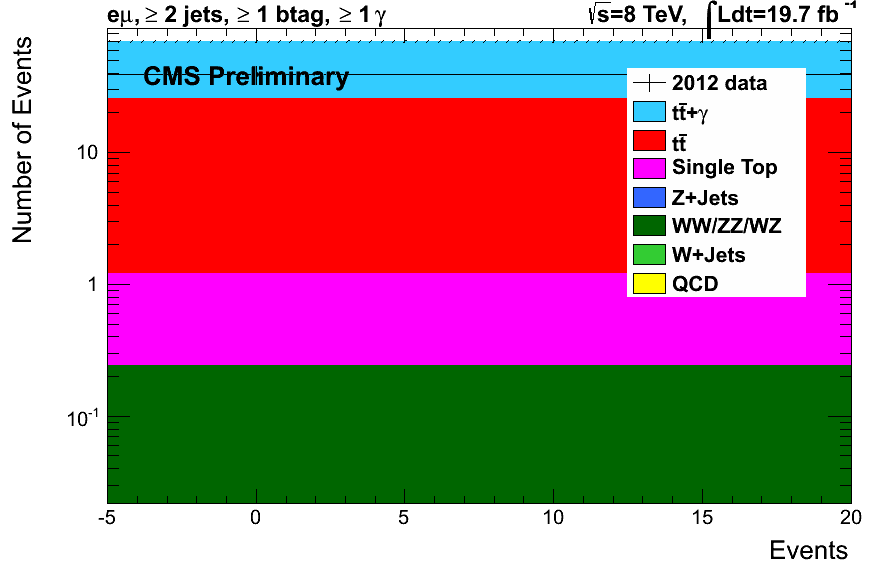 eμ, ≥ 2 jets, ≥ 1 btag, ≥ 1 γ
√s=8 TeV, ∫Ldt=19.7 fb⁻¹
CMS Preliminary
2012 data
tt̄+γ
tt̄
Single Top
Z+Jets
WW/ZZ/WZ
W+Jets
QCD
Number of Events
10
1
10⁻¹
-5 0 5 10 15 20
Events